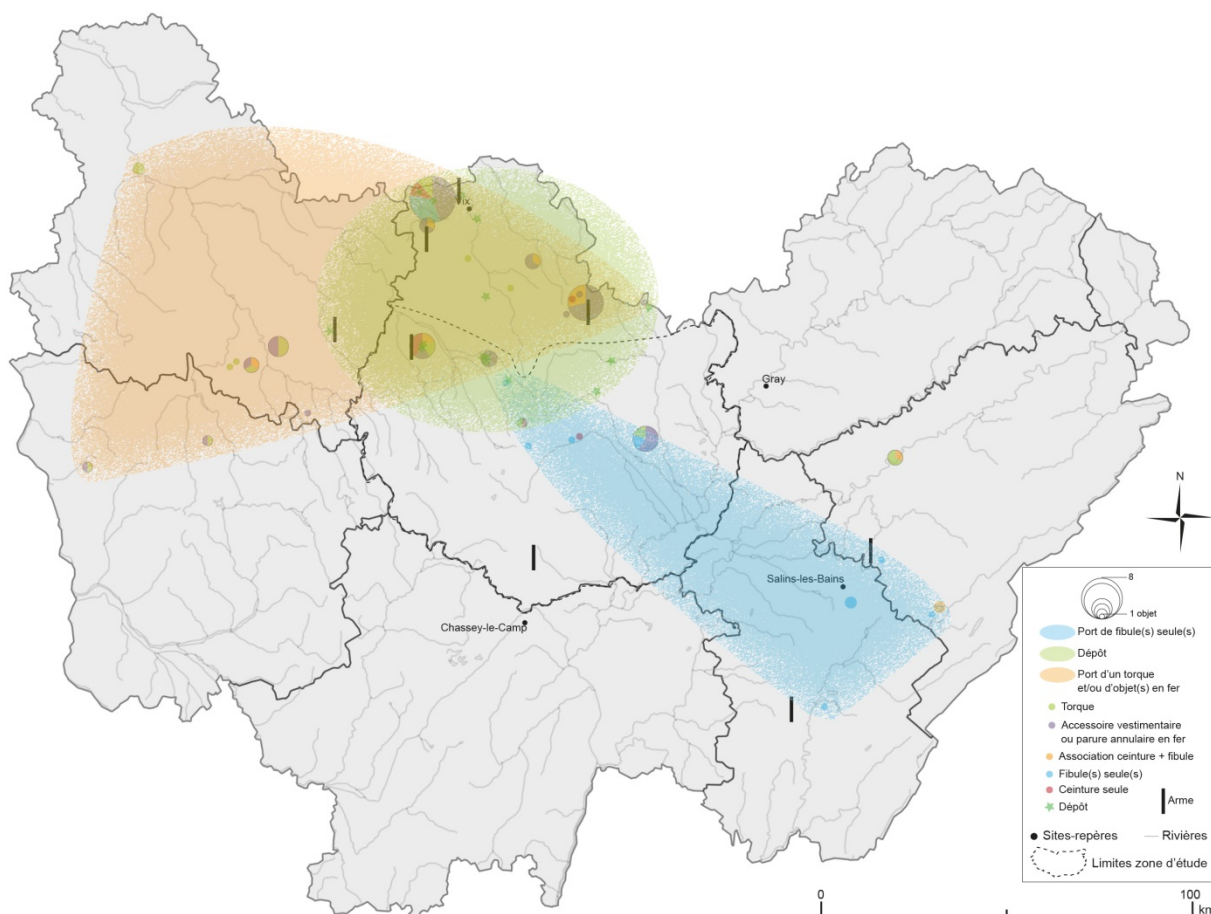 Vix
Gray
N
Salins-les-Bains
Chassey-le-Camp
8
1 objet
Port de fibule(s) seule(s)
Dépôt
Port d'un torque
et/ou d'objet(s) en fer
Torque
Accessoire vestimentaire
ou parure annulaire en fer
Association ceinture + fibule
Fibule(s) seule(s)
Ceinture seule
Dépôt
Arme
Sites-repères
Rivières
Limites zone d'étude
0
100
km